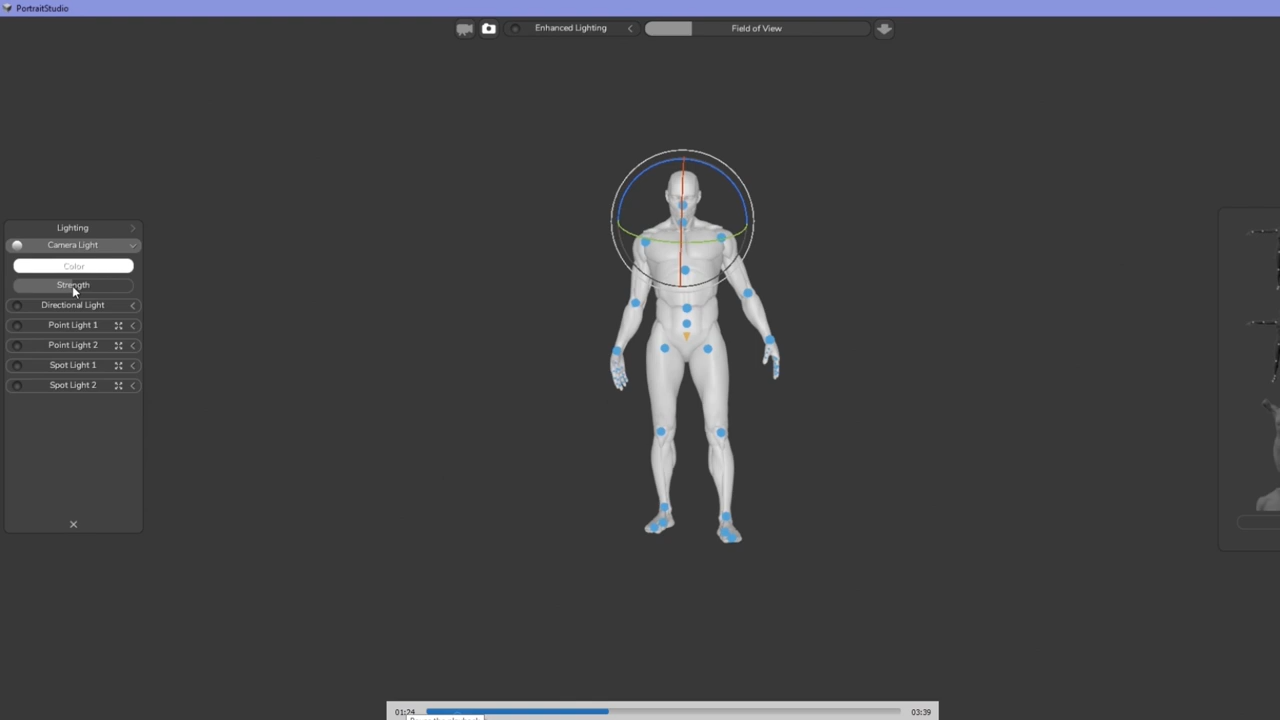 PortraitStudio
Enhanced Lighting
Field of View
Lighting
Camera Light
Color
Strength
Directional Light
Point Light 1
Point Light 2
Spot Light 1
Spot Light 2
01:24
03:39